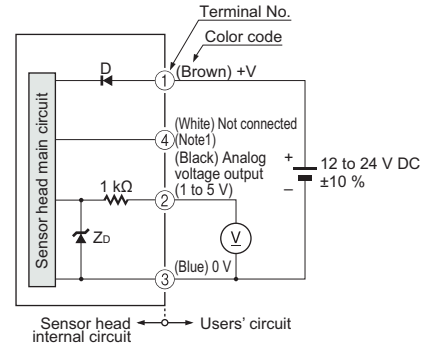 Terminal No.
Color code
D
1
(Brown) +V
Sensor head main circuit
4
(White) Not connected
(Note1)
(Black) Analog
voltage output
(1 to 5 V)
1 kΩ
2
+
–
12 to 24 V DC
±10 %
ZD
V
3
(Blue) 0 V
Sensor head
internal circuit
Users' circuit